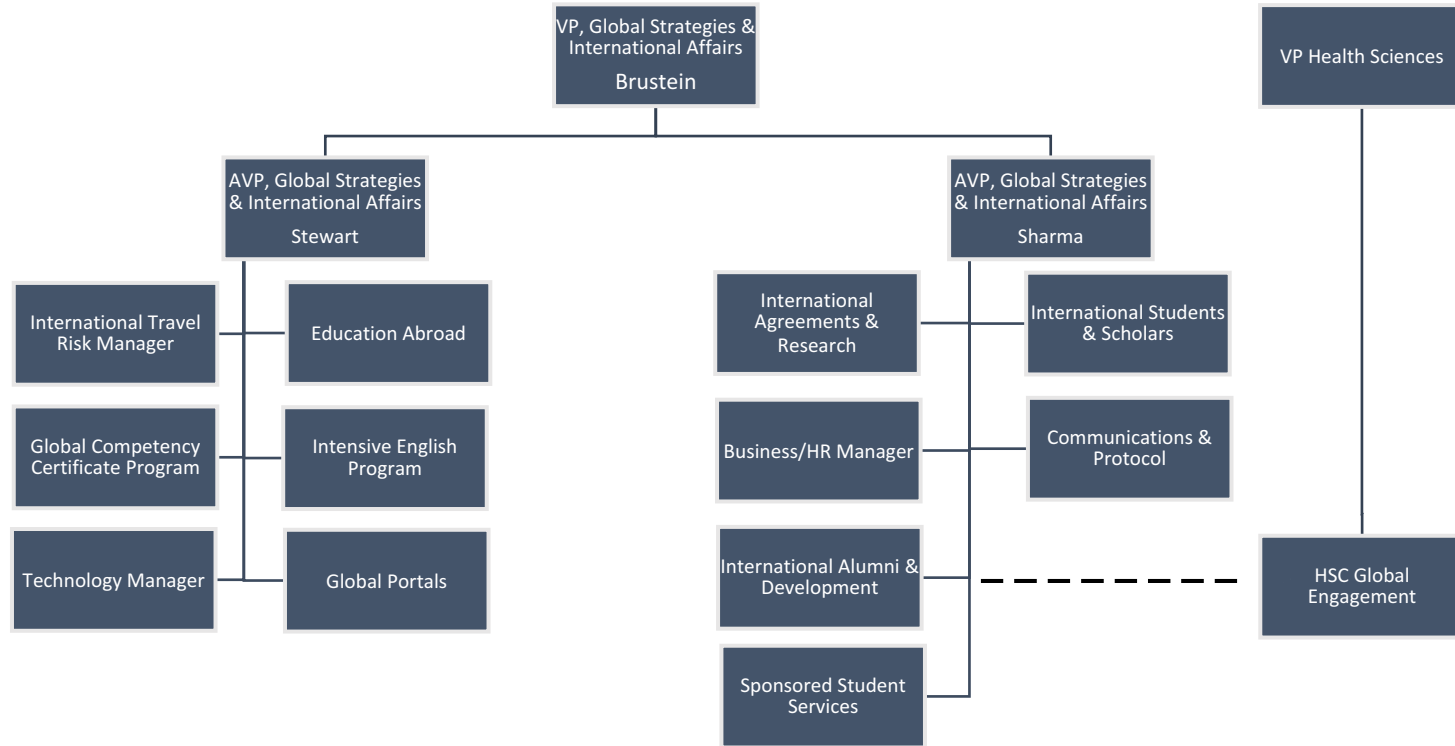 VP, Global Strategies &
International Affairs
Brustein
VP Health Sciences
AVP, Global Strategies
& International Affairs
Stewart
AVP, Global Strategies
& International Affairs
Sharma
International Travel
Risk Manager
Education Abroad
International
Agreements &
Research
International Students
& Scholars
Global Competency
Certificate Program
Intensive English
Program
Business/HR Manager
Communications &
Protocol
Technology Manager
Global Portals
International Alumni &
Development
HSC Global
Engagement
Sponsored Student
Services